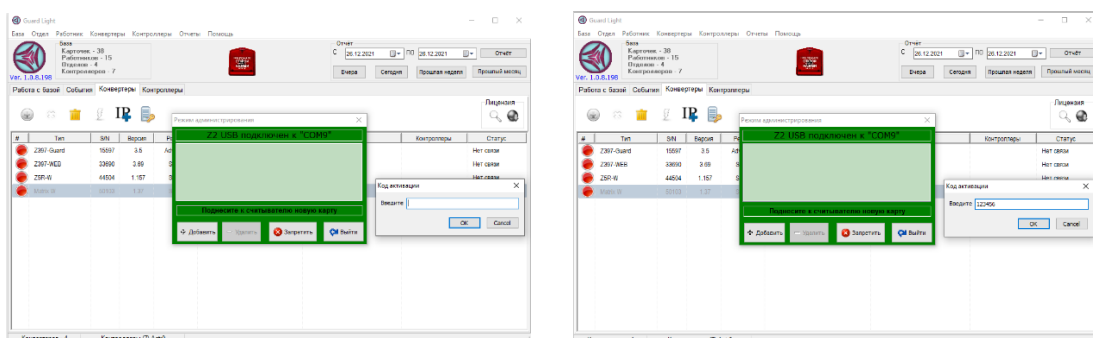 Guard Light
База Отдел Работник Конвертеры Контроллеры Отчеты Помощь
База
Карточек - 38
Работников - 15
Отделов - 4
Контроллеров - 7
Ver. 1.0.8.198
Отчет
С 26.12.2021 ПО 26.12.2021 Отчёт
Вчера Сегодня Прошлая неделя Прошлый месяц
Работа с базой События Конвертеры Контроллеры
IP
Лицензия
# Тип S/N Версия Контроллеры Статус
Z397-Guard 15597 3.5 Нет связи
Z397-WEB 33690 3.69 Нет связи
Z5R-W 44504 1.157 Нет связи
Режим администрирования
Z2 USB подключен к "COM9"
Поднесите к считывателю новую карту
Добавить Удалить Запретить Выйти
Код активации
Введите
OK Cancel
Guard Light
База Отдел Работник Конвертеры Контроллеры Отчеты Помощь
База
Карточек - 38
Работников - 15
Отделов - 4
Контроллеров - 7
Ver. 1.0.8.198
Отчет
С 26.12.2021 ПО 26.12.2021 Отчёт
Вчера Сегодня Прошлая неделя Прошлый месяц
Работа с базой События Конвертеры Контроллеры
IP
Лицензия
# Тип S/N Версия Контроллеры Статус
Z397-Guard 15597 3.5 Нет связи
Z397-WEB 33690 3.69 Нет связи
Z5R-W 44504 1.157 Нет связи
Режим администрирования
Z2 USB подключен к "COM9"
Поднесите к считывателю новую карту
Добавить Удалить Запретить Выйти
Код активации
Введите 123456
OK Cancel